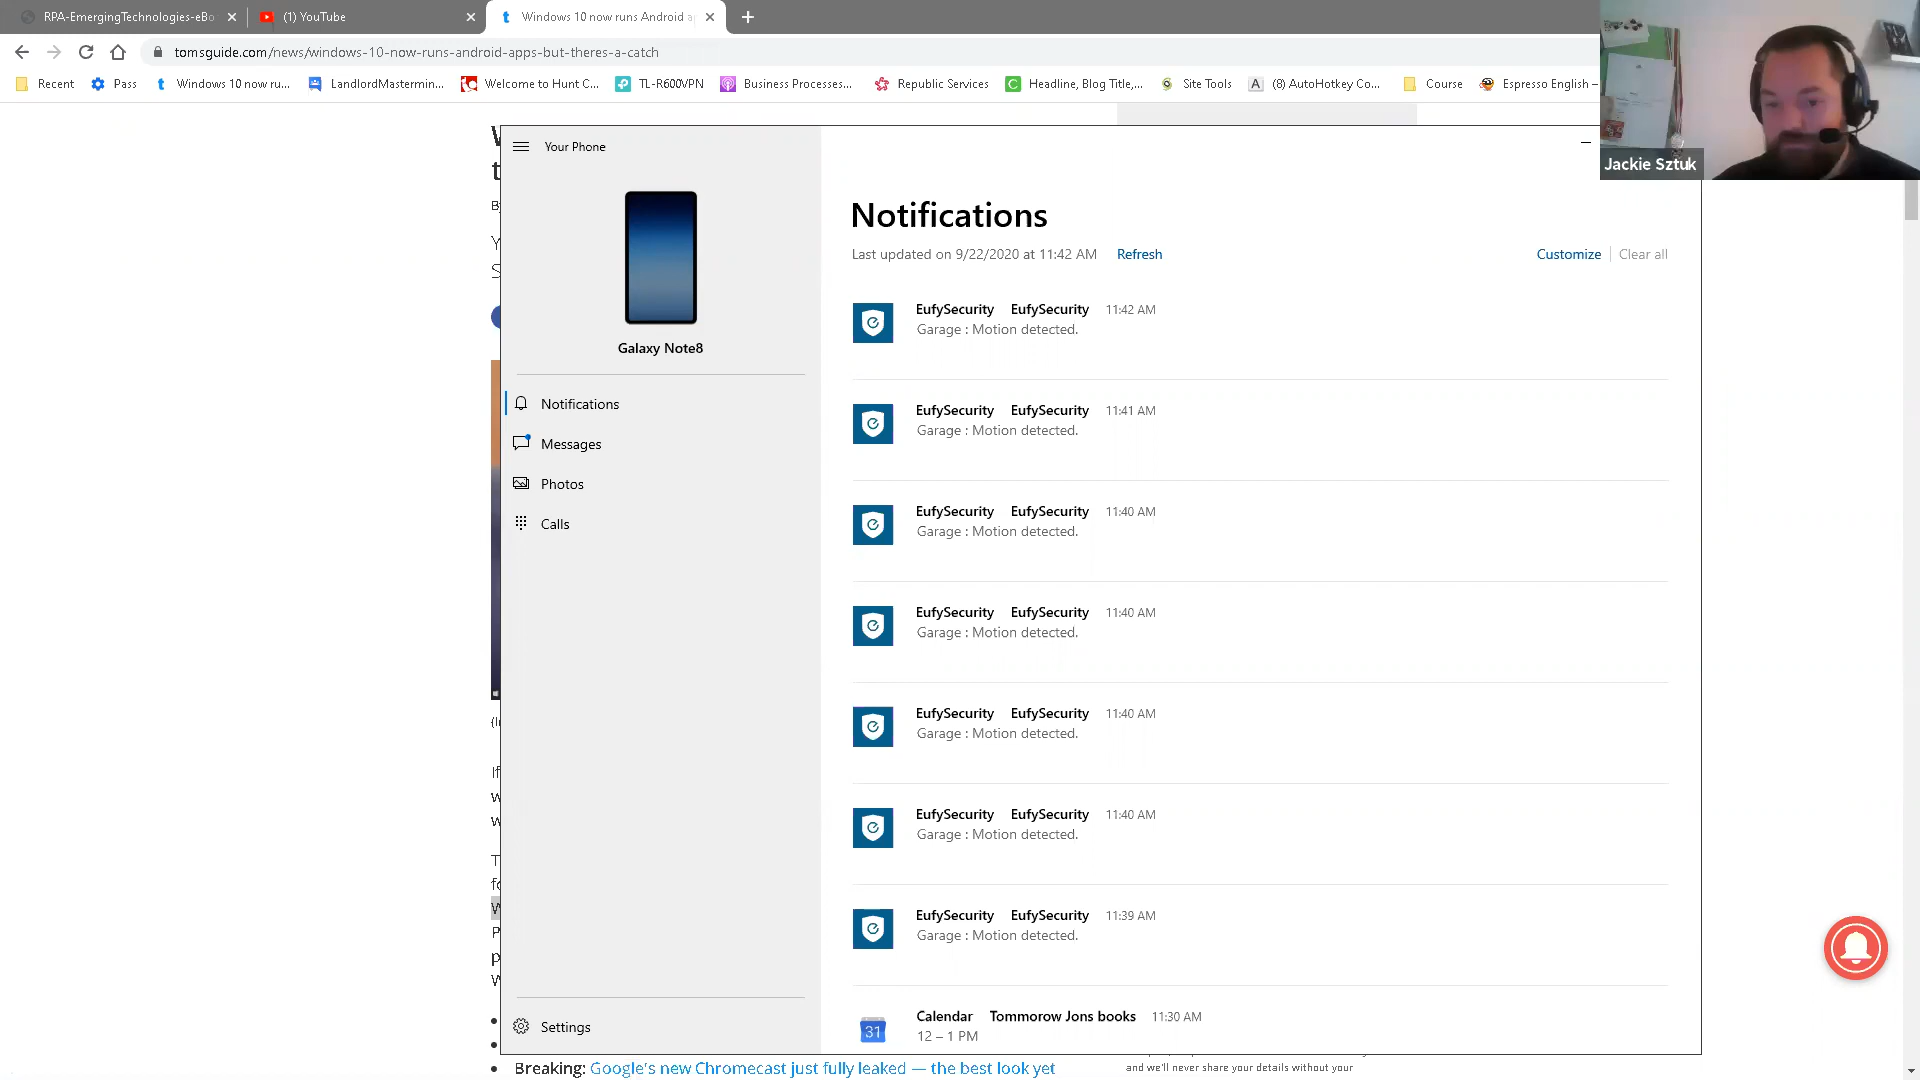 RPA-EmergingTechnologies-eBo
(1) YouTube
Windows 10 now runs Android a
tomsguide.com/news/windows-10-now-runs-android-apps-but-theres-a-catch
Recent
Pass
Windows 10 now ru...
LandlordMastermin...
Welcome to Hunt C...
TL-R600VPN
Business Processes...
Republic Services
Headline, Blog Title,...
Site Tools
(8) AutoHotkey Co...
Course
Espresso English –
Jackie Sztuk
Your Phone
Galaxy Note8
Notifications
Messages
Photos
Calls
Settings
Notifications
Last updated on 9/22/2020 at 11:42 AM Refresh
Customize
Clear all
EufySecurity EufySecurity 11:42 AM
Garage : Motion detected.
EufySecurity EufySecurity 11:41 AM
Garage : Motion detected.
EufySecurity EufySecurity 11:40 AM
Garage : Motion detected.
EufySecurity EufySecurity 11:40 AM
Garage : Motion detected.
EufySecurity EufySecurity 11:40 AM
Garage : Motion detected.
EufySecurity EufySecurity 11:40 AM
Garage : Motion detected.
EufySecurity EufySecurity 11:39 AM
Garage : Motion detected.
31
Calendar Tommorow Jons books 11:30 AM
12 – 1 PM
Breaking: Google's new Chromecast just fully leaked — the best look yet
and we'll never share your details without your